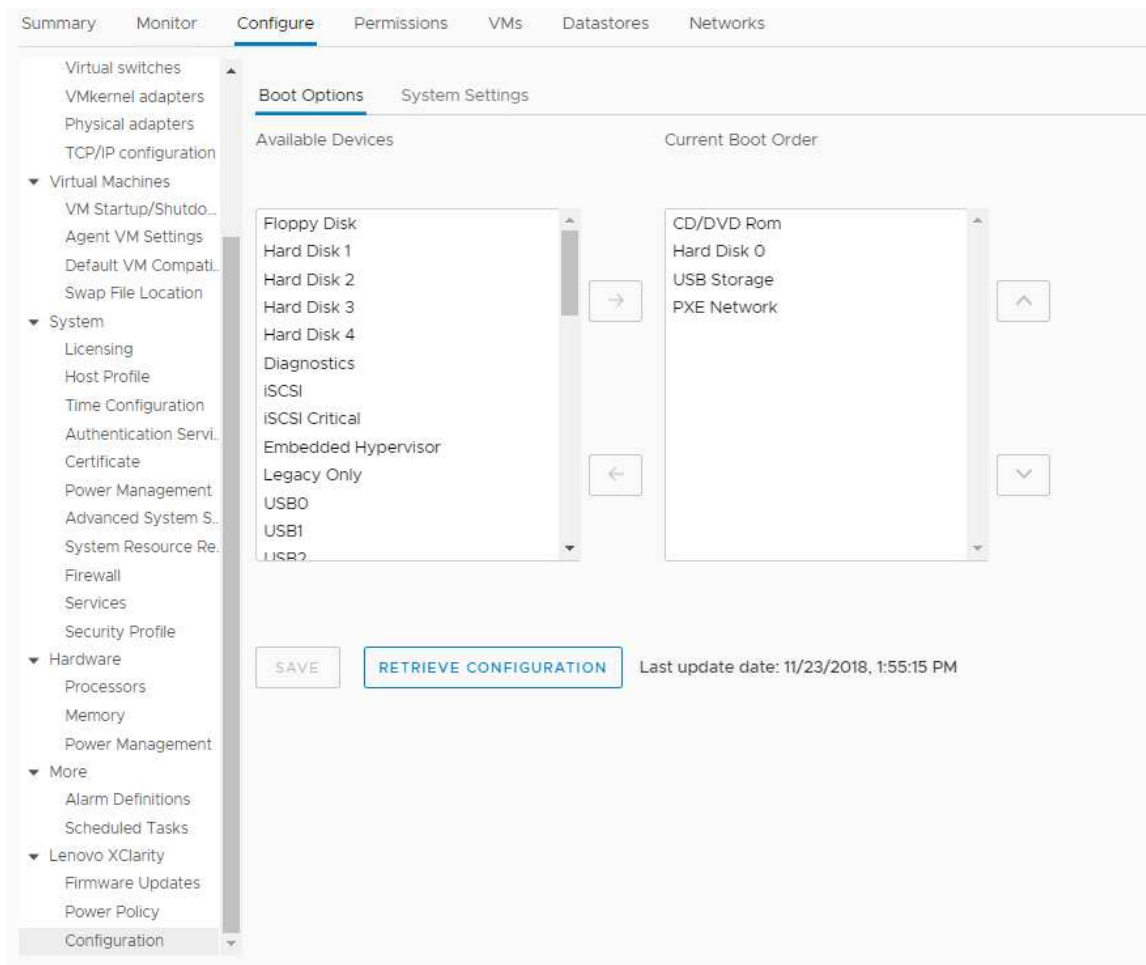 Summary Monitor Configure Permissions VMs Datastores Networks
Virtual switches
VMkernel adapters
Physical adapters
TCP/IP configuration
Virtual Machines
VM Startup/Shutdo...
Agent VM Settings
Default VM Compati..
Swap File Location
System
Licensing
Host Profile
Time Configuration
Authentication Servi..
Certificate
Power Management
Advanced System S..
System Resource Re.
Firewall
Services
Security Profile
Hardware
Processors
Memory
Power Management
More
Alarm Definitions
Scheduled Tasks
Lenovo XClarity
Firmware Updates
Power Policy
Configuration
Boot Options System Settings
Available Devices
Floppy Disk
Hard Disk 1
Hard Disk 2
Hard Disk 3
Hard Disk 4
Diagnostics
iSCSI
iSCSI Critical
Embedded Hypervisor
Legacy Only
USB0
USB1
USB2
Current Boot Order
CD/DVD Rom
Hard Disk 0
USB Storage
PXE Network
SAVE RETRIEVE CONFIGURATION Last update date: 11/23/2018, 1:55:15 PM